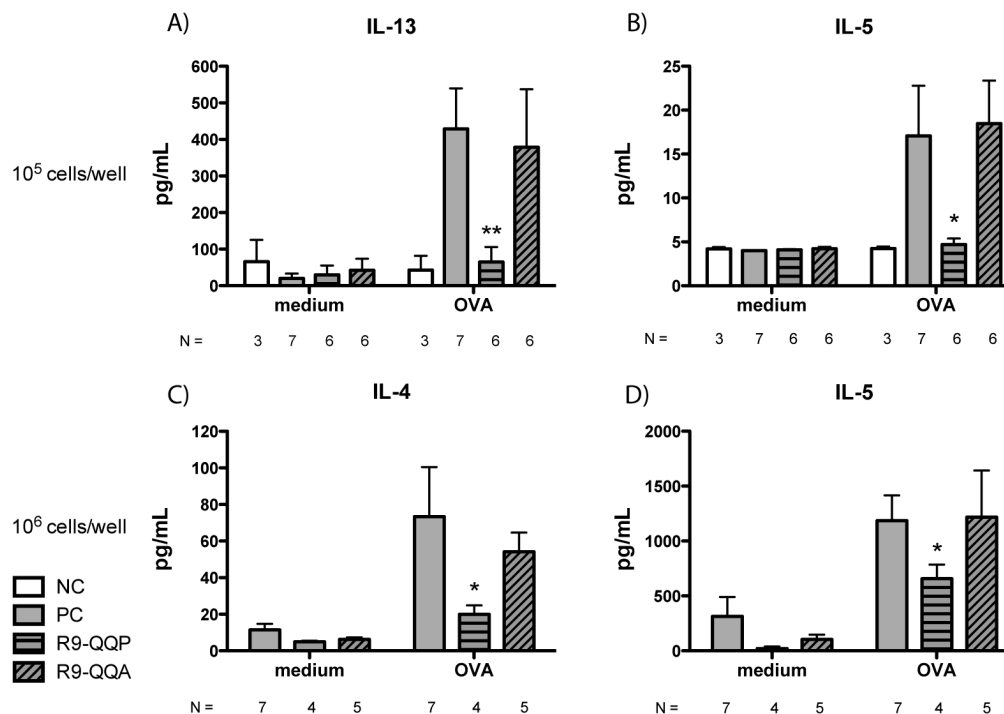 A) IL-13
600
500
400
300
200
100
0
pg/mL
**
medium OVA
N = 3 7 6 6 3 7 6 6
B) IL-5
25
20
15
10
5
0
pg/mL
*
medium OVA
N = 3 7 6 6 3 7 6 6
10⁵ cells/well
C) IL-4
120
100
80
60
40
20
0
pg/mL
*
medium OVA
N = 7 4 5 7 4 5
D) IL-5
2000
1500
1000
500
0
pg/mL
*
medium OVA
N = 7 4 5 7 4 5
10⁶ cells/well
NC
PC
R9-QQP
R9-QQA